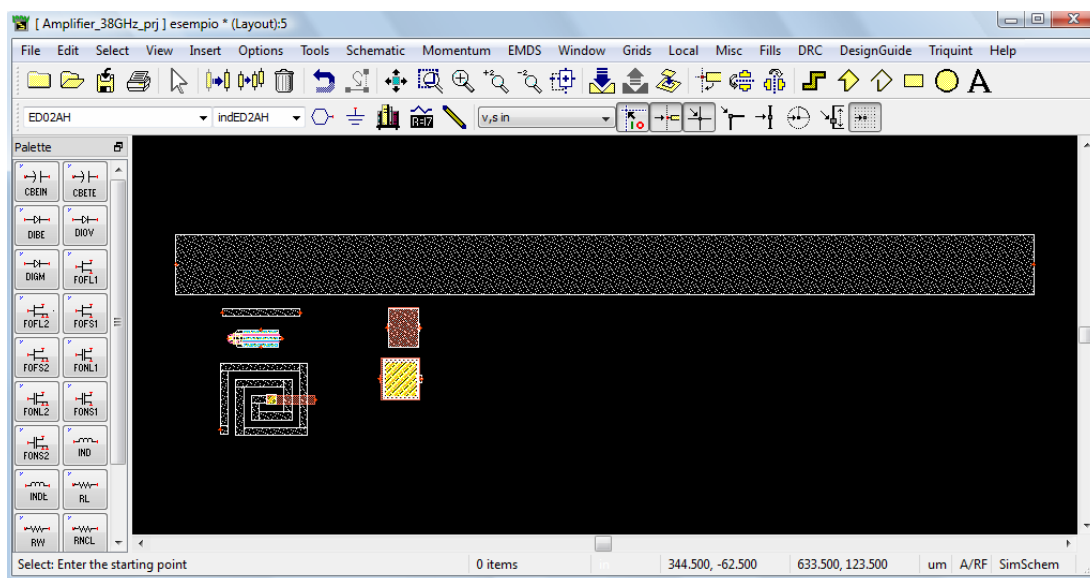 [ Amplifier_38GHz_prj ] esempio * (Layout):5
File Edit Select View Insert Options Tools Schematic Momentum EMDS Window Grids Local Misc Fills DRC DesignGuide Triquint Help
A
ED02AH indED2AH v,s in
Palette
CBEIN CBETE
DIBE DIOV
DIGM FOFL1
FOFL2 FOFS1
FOFS2 FONL1
FONL2 FONS1
FONS2 IND
INDE RL
RW RNCL
Select: Enter the starting point 0 items in 344.500, -62.500 633.500, 123.500 um A/RF SimSchem